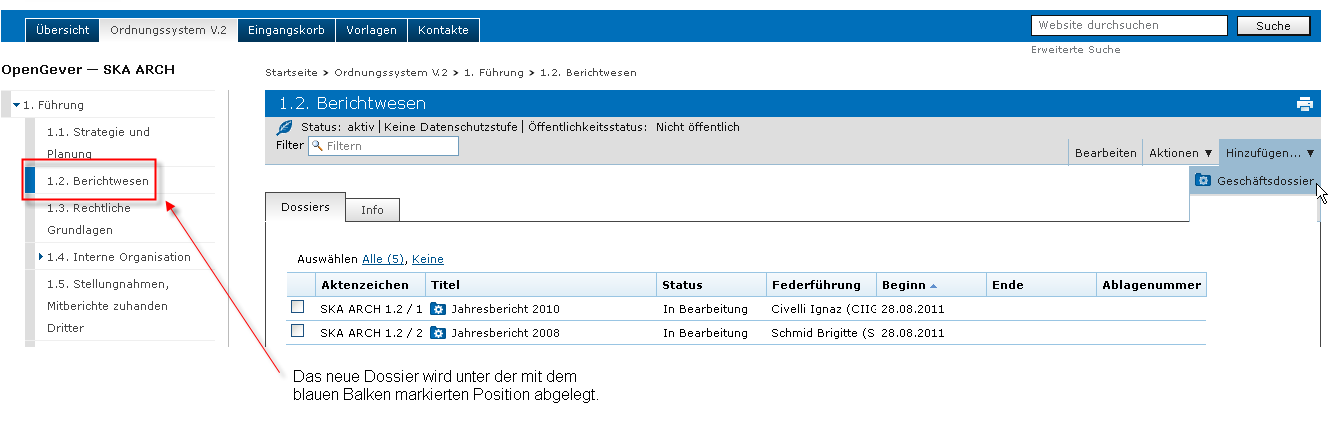 Übersicht Ordnungssystem V.2 Eingangskorb Vorlagen Kontakte Website durchsuchen Suche
Erweiterte Suche
OpenGever — SKA ARCH
Startseite > Ordnungssystem V.2 > 1. Führung > 1.2. Berichtwesen
1. Führung
1.1. Strategie und
Planung
1.2. Berichtwesen
1.3. Rechtliche
Grundlagen
1.4. Interne Organisation
1.5. Stellungnahmen,
Mitberichte zuhanden
Dritter
1.2. Berichtwesen
Status: aktiv | Keine Datenschutzstufe | Öffentlichkeitsstatus: Nicht öffentlich
Filter Filtern
Bearbeiten Aktionen ▼ Hinzufügen... ▼
Geschäftsdossier
Dossiers Info
Auswählen Alle (5), Keine
Aktenzeichen Titel Status Federführung Beginn Ende Ablagenummer
SKA ARCH 1.2 / 1 Jahresbericht 2010 In Bearbeitung Civelli Ignaz (CIIG 28.08.2011
SKA ARCH 1.2 / 2 Jahresbericht 2008 In Bearbeitung Schmid Brigitte (S 28.08.2011
Das neue Dossier wird unter der mit dem
blauen Balken markierten Position abgelegt.